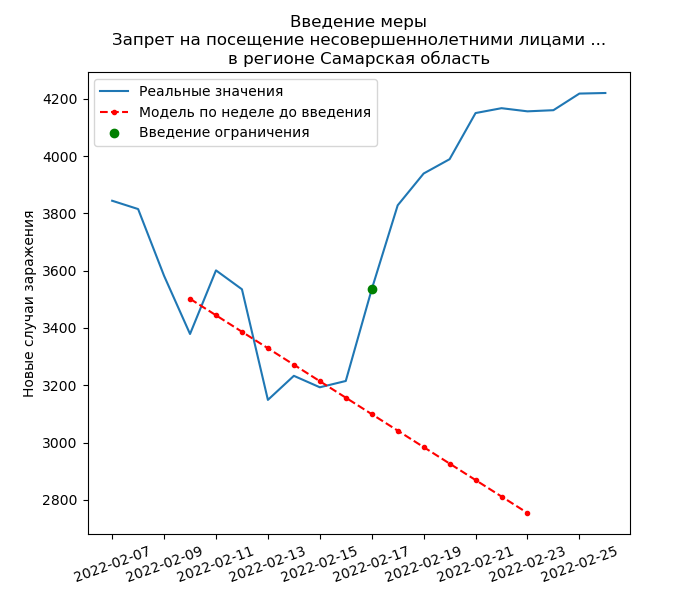 Введение меры
Запрет на посещение несовершеннолетними лицами ...
в регионе Самарская область
Реальные значения
Модель по неделе до введения
Введение ограничения
Новые случаи заражения
4200
4000
3800
3600
3400
3200
3000
2800
2022-02-07
2022-02-09
2022-02-11
2022-02-13
2022-02-15
2022-02-17
2022-02-19
2022-02-21
2022-02-23
2022-02-25